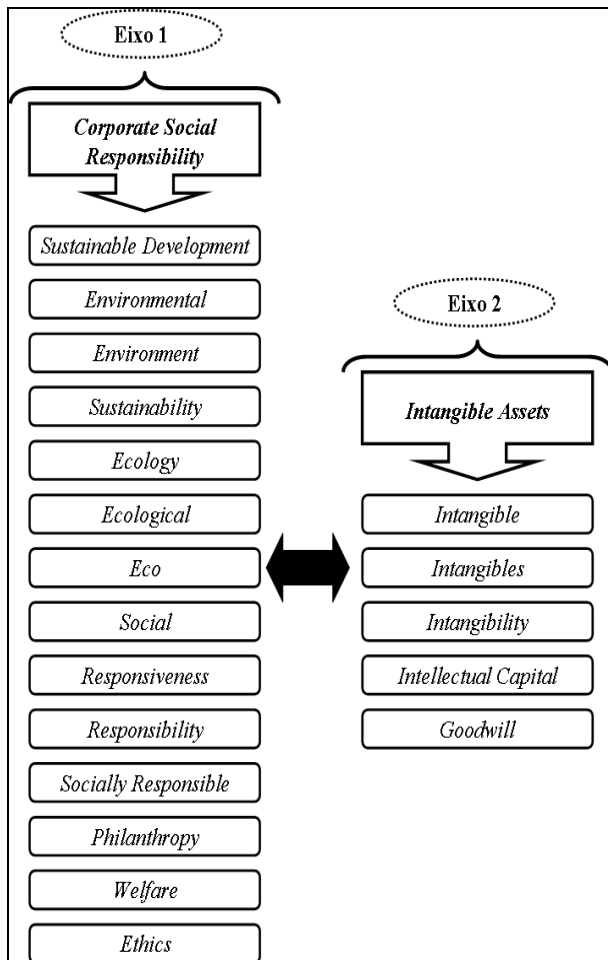 Eixo 1
Corporate Social
Responsibility
Sustainable Development
Environmental
Environment
Sustainability
Ecology
Ecological
Eco
Social
Responsiveness
Responsibility
Socially Responsible
Philanthropy
Welfare
Ethics
Eixo 2
Intangible Assets
Intangible
Intangibles
Intangibility
Intellectual Capital
Goodwill